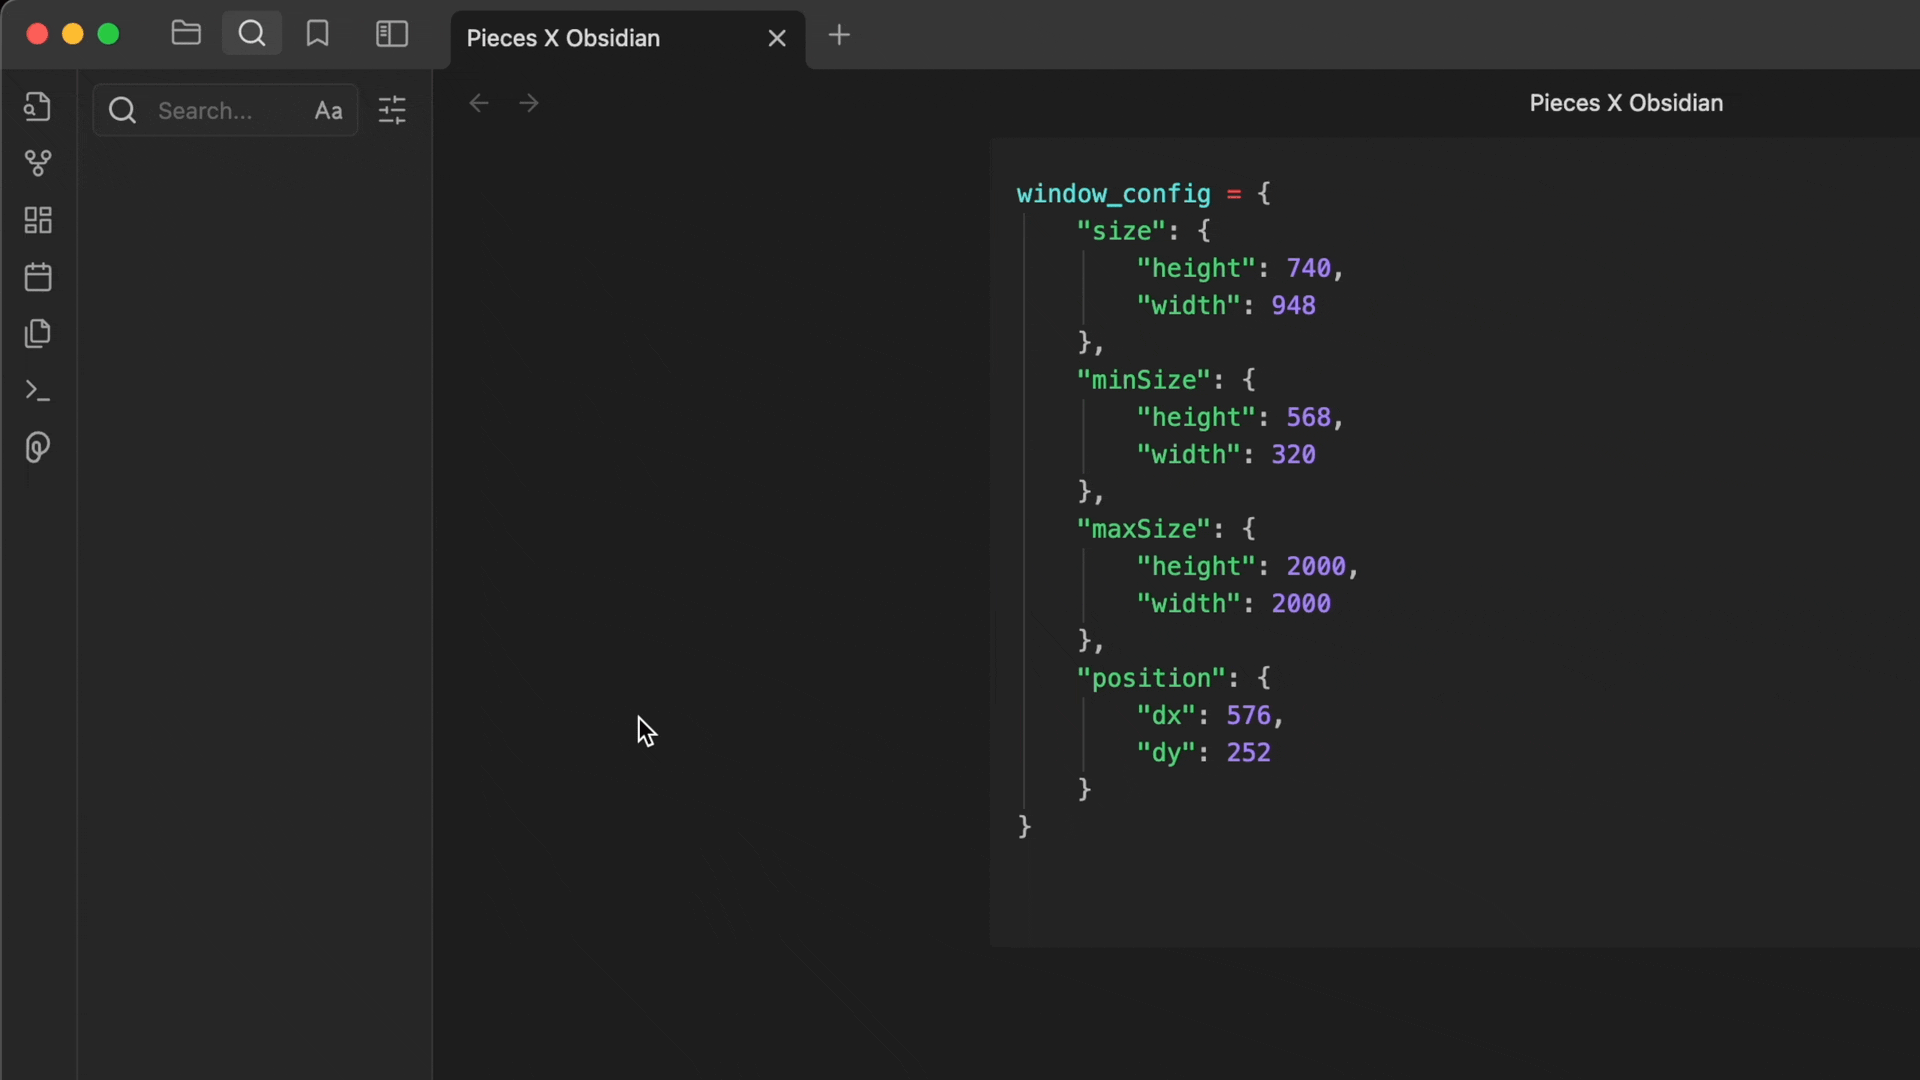 Pieces X Obsidian
Search...
Aa
Pieces X Obsidian
window_config = {
    "size": {
        "height": 740,
        "width": 948
    },
    "minSize": {
        "height": 568,
        "width": 320
    },
    "maxSize": {
        "height": 2000,
        "width": 2000
    },
    "position": {
        "dx": 576,
        "dy": 252
    }
}